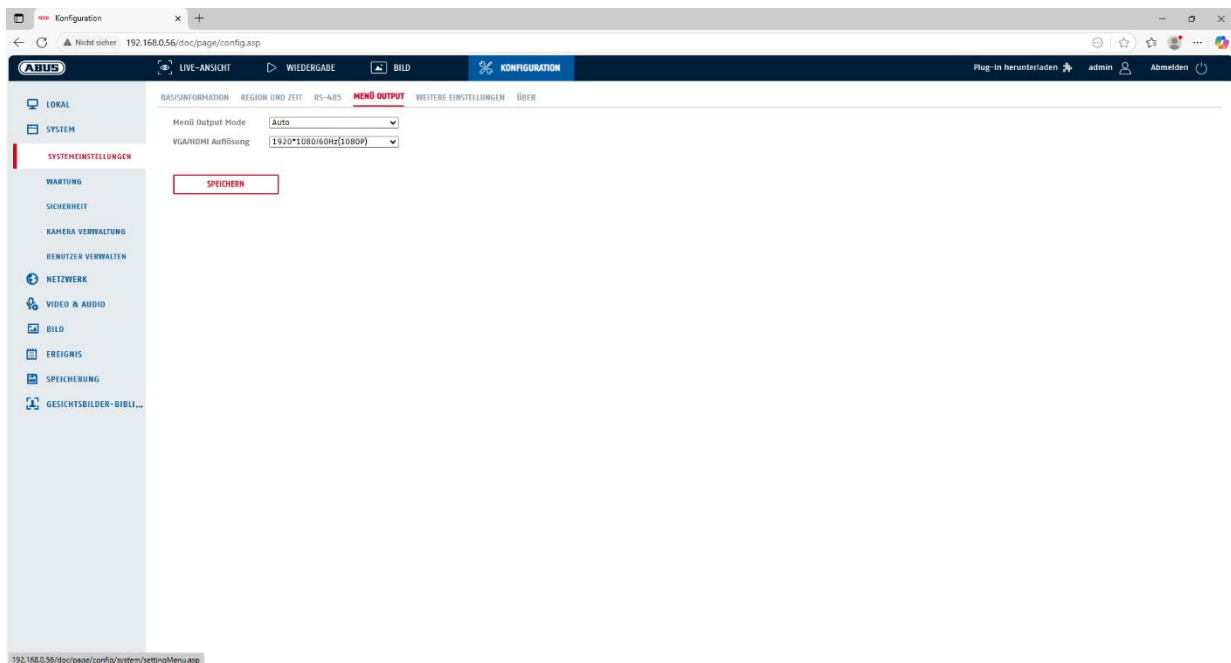 Konfiguration
Nicht sicher 192.168.0.56/doc/page/config.asp
ABUS LIVE-ANSICHT WIEDERGABE BILD KONFIGURATION Plug-In herunterladen admin Abmelden
BASISINFORMATION REGION UND ZEIT RS-485 MENÜ OUTPUT WEITERE EINSTELLUNGEN ÜBER
LOKAL
SYSTEM
SYSTEMEINSTELLUNGEN
WARTUNG
SICHERHEIT
KAMERA VERWALTUNG
BENUTZER VERWALTEN
NETZWERK
VIDEO & AUDIO
BILD
EREIGNIS
SPEICHERUNG
GESICHTSBILDER-BIBLI...
Menü Output Mode Auto
VGA/HDMI Auflösung 1920*1080/60Hz(1080P)
SPEICHERN
192.168.0.56/doc/page/config/system/settingMenu.asp